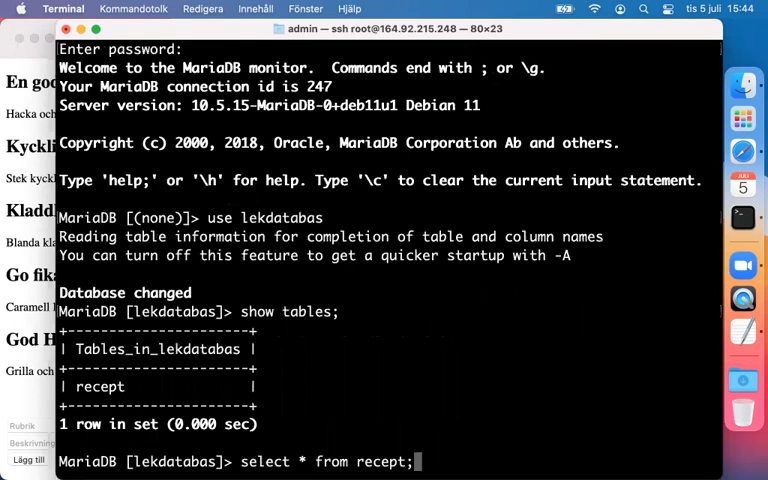 Terminal Kommandotolk Redigera Innehåll Fönster Hjälp tis 5 juli 15:44
admin — ssh root@164.92.215.248 — 80×23
Enter password:
Welcome to the MariaDB monitor.  Commands end with ; or \g.
Your MariaDB connection id is 247
Server version: 10.5.15-MariaDB-0+deb11u1 Debian 11
Copyright (c) 2000, 2018, Oracle, MariaDB Corporation Ab and others.
Type 'help;' or '\h' for help. Type '\c' to clear the current input statement.
MariaDB [(none)]> use lekdatabas
Reading table information for completion of table and column names
You can turn off this feature to get a quicker startup with -A
Database changed
MariaDB [lekdatabas]> show tables;
+----------------------+
| Tables_in_lekdatabas |
+----------------------+
| recept               |
+----------------------+
1 row in set (0.000 sec)
MariaDB [lekdatabas]> select * from recept;
En go
Hacka och
Kyckli
Stek kyckl
Kladd
Blanda kla
Go fika
Caramell l
God H
Grilla och
Rubrik
Beskrivning
Lägg till
JULI
5